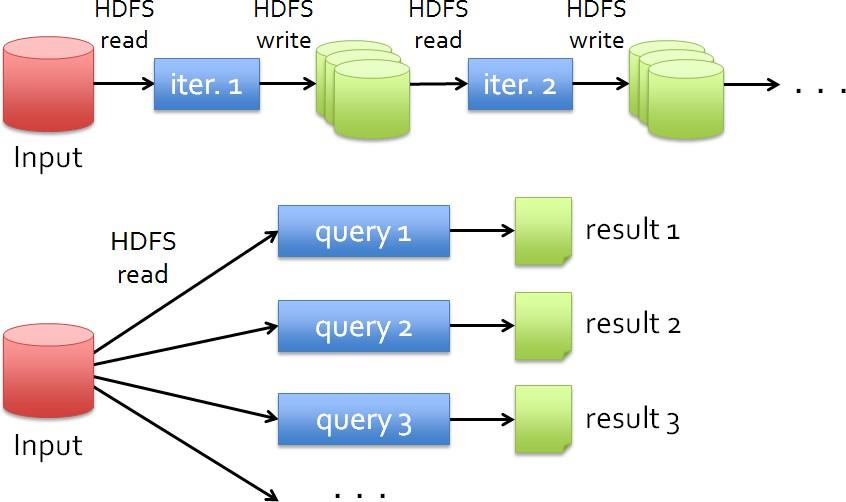 HDFS read
HDFS write
HDFS read
HDFS write
iter. 1
iter. 2
. . .
Input
HDFS read
query 1
result 1
query 2
result 2
query 3
result 3
Input
. . .